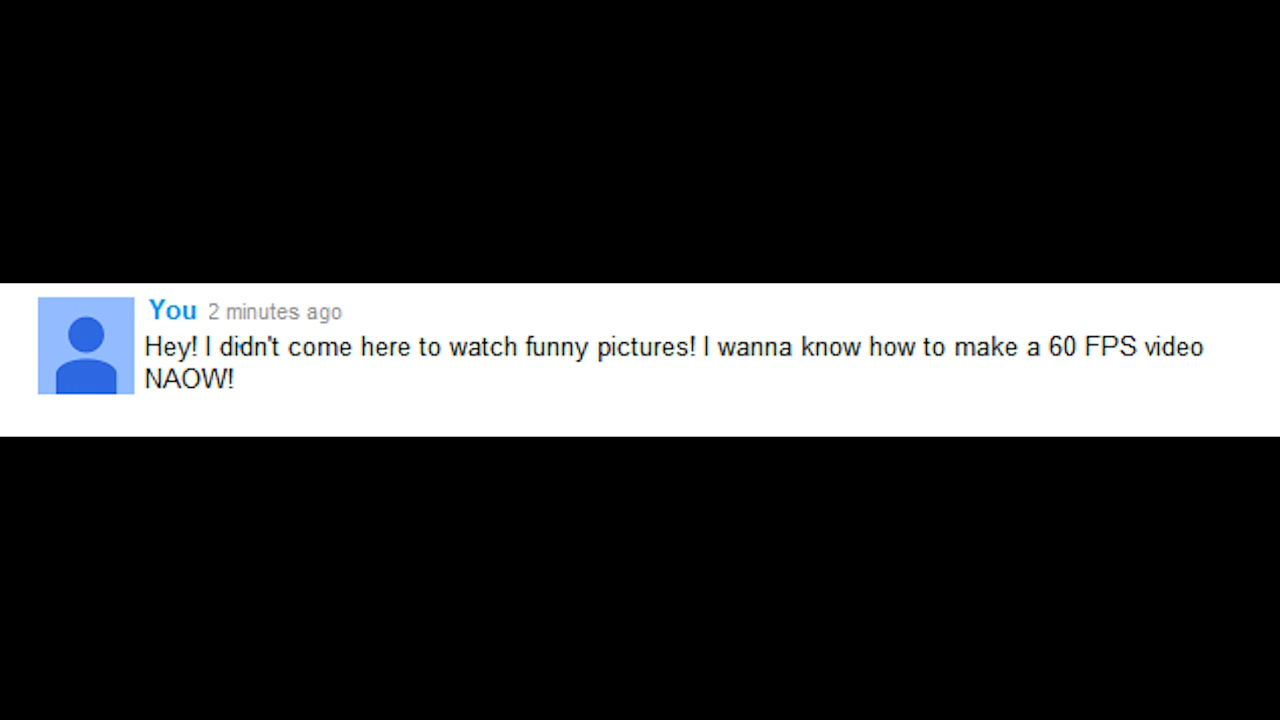 You 2 minutes ago
Hey! I didn't come here to watch funny pictures! I wanna know how to make a 60 FPS video
NAOW!